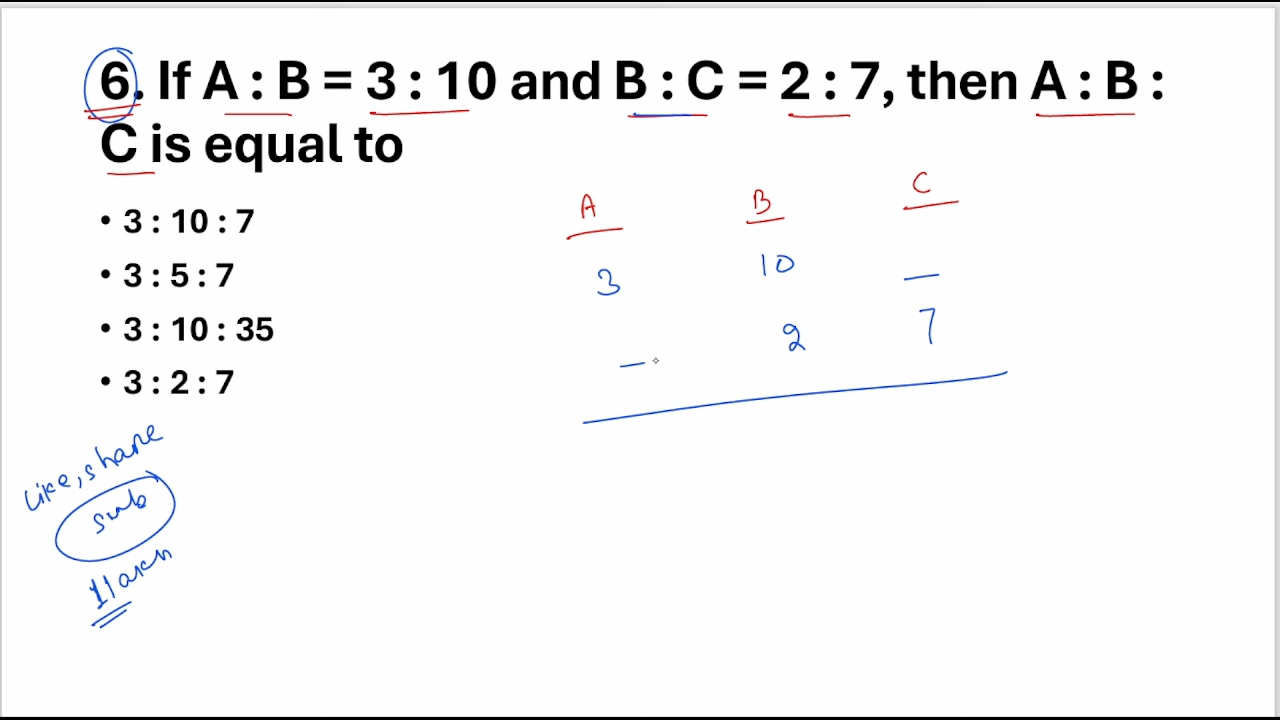 6. If A : B = 3 : 10 and B : C = 2 : 7, then A : B :
C is equal to
• 3 : 10 : 7
• 3 : 5 : 7
• 3 : 10 : 35
• 3 : 2 : 7
A B C
3 10 —
— 2 7
like, share
sub